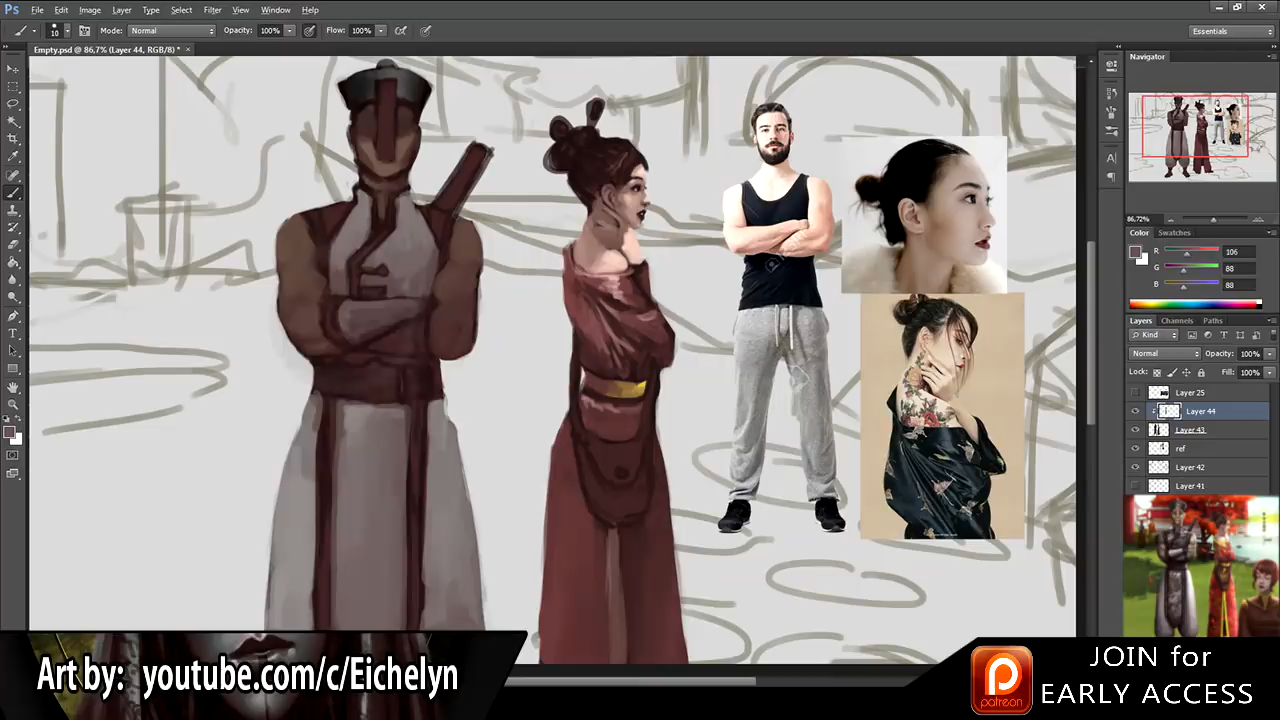 Ps File Edit Image Layer Type Select Filter View Window Help
10 Mode: Normal Opacity: 100% Flow: 100% Essentials
Empty.psd @ 86,7% (Layer 44, RGB/8) * ×
Navigator
86,72%
Color Swatches
R 106
G 88
B 88
Layers Channels Paths
Kind
Normal Opacity: 100%
Lock: Fill: 100%
Layer 25
Layer 44
Layer 43
ref
Layer 42
Layer 41
Art by: youtube.com/c/Eichelyn
patreon
JOIN for
EARLY ACCESS